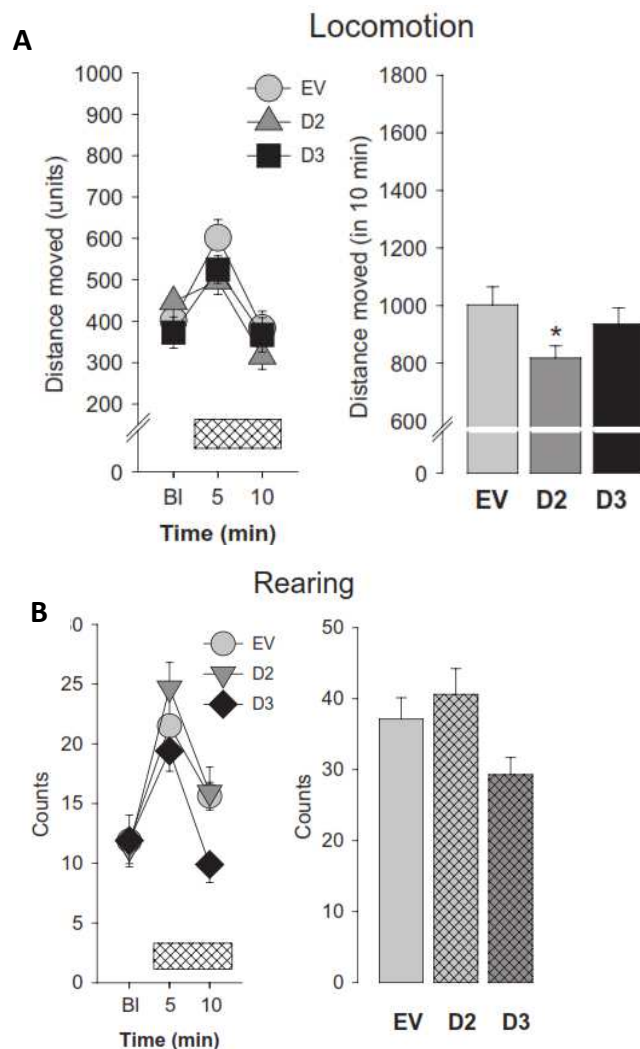 A
Locomotion
Distance moved (units)
1000
900
800
700
600
500
400
300
200
0
EV
D2
D3
BI 5 10
Time (min)
Distance moved (in 10 min)
1800
1600
1400
1200
1000
800
600
0
*
EV D2 D3
B
Rearing
Counts
30
25
20
15
10
5
0
EV
D2
D3
BI 5 10
Time (min)
Counts
50
40
30
20
10
0
EV D2 D3